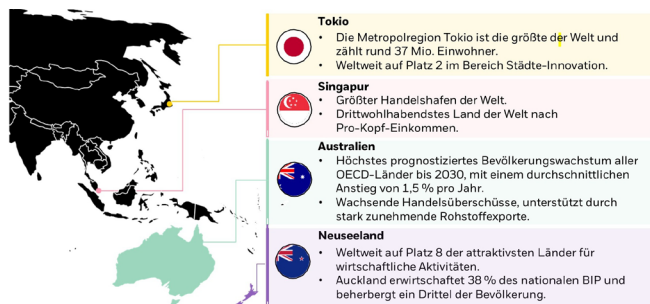 Tokio
• Die Metropolregion Tokio ist die größte der Welt und
zählt rund 37 Mio. Einwohner.
• Weltweit auf Platz 2 im Bereich Städte-Innovation.
Singapur
• Größter Handelshafen der Welt.
• Drittwohlhabendstes Land der Welt nach
Pro-Kopf-Einkommen.
Australien
• Höchstes prognostiziertes Bevölkerungswachstum aller
OECD-Länder bis 2030, mit einem durchschnittlichen
Anstieg von 1,5 % pro Jahr.
• Wachsende Handelsüberschüsse, unterstützt durch
stark zunehmende Rohstoffexporte.
Neuseeland
• Weltweit auf Platz 8 der attraktivsten Länder für
wirtschaftliche Aktivitäten.
• Auckland erwirtschaftet 38 % des nationalen BIP und
beherbergt ein Drittel der Bevölkerung.